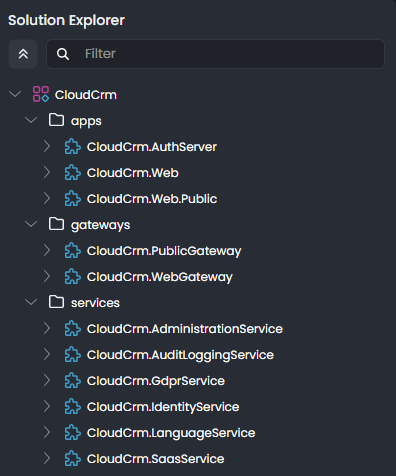 Solution Explorer
Filter
CloudCrm
apps
CloudCrm.AuthServer
CloudCrm.Web
CloudCrm.Web.Public
gateways
CloudCrm.PublicGateway
CloudCrm.WebGateway
services
CloudCrm.AdministrationService
CloudCrm.AuditLoggingService
CloudCrm.GdprService
CloudCrm.IdentityService
CloudCrm.LanguageService
CloudCrm.SaasService